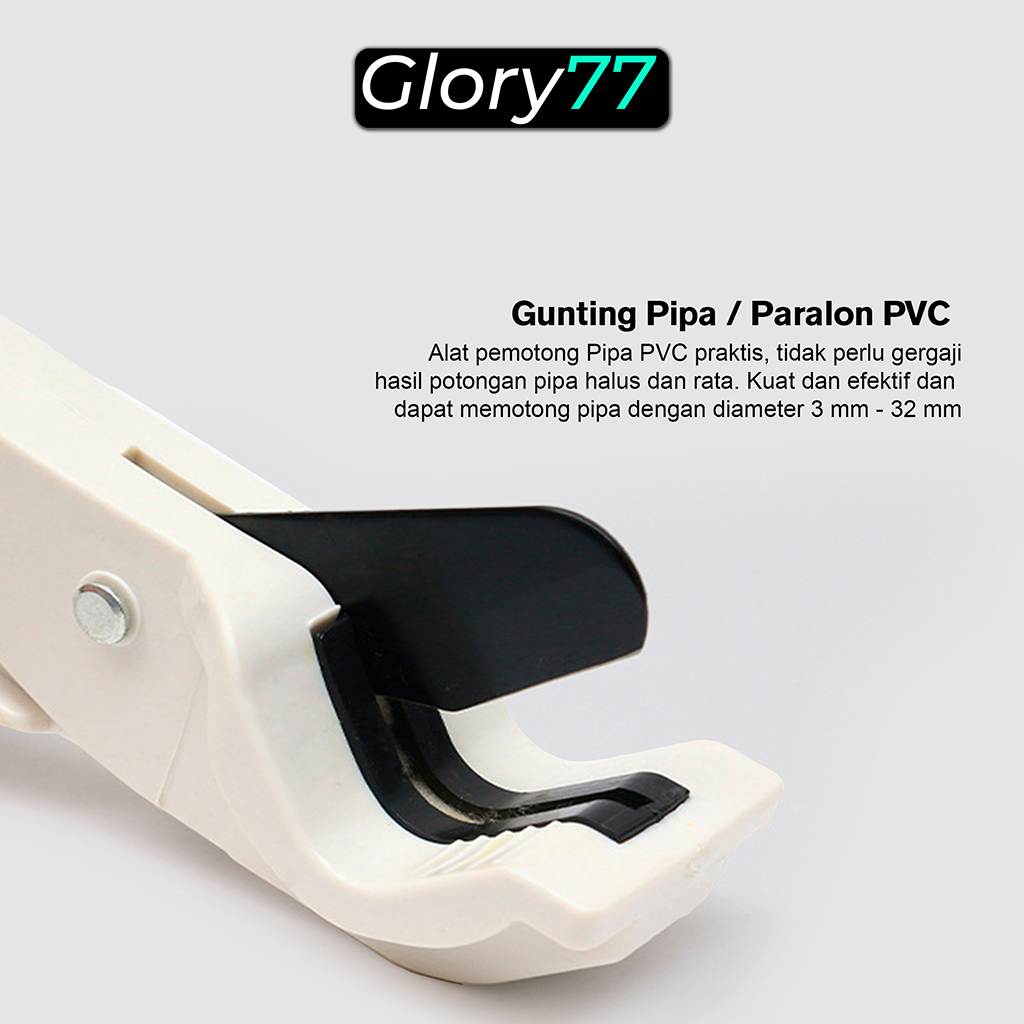 Glory77
Gunting Pipa / Paralon PVC
Alat pemotong Pipa PVC praktis, tidak perlu gergaji
hasil potongan pipa halus dan rata. Kuat dan efektif dan
dapat memotong pipa dengan diameter 3 mm - 32 mm